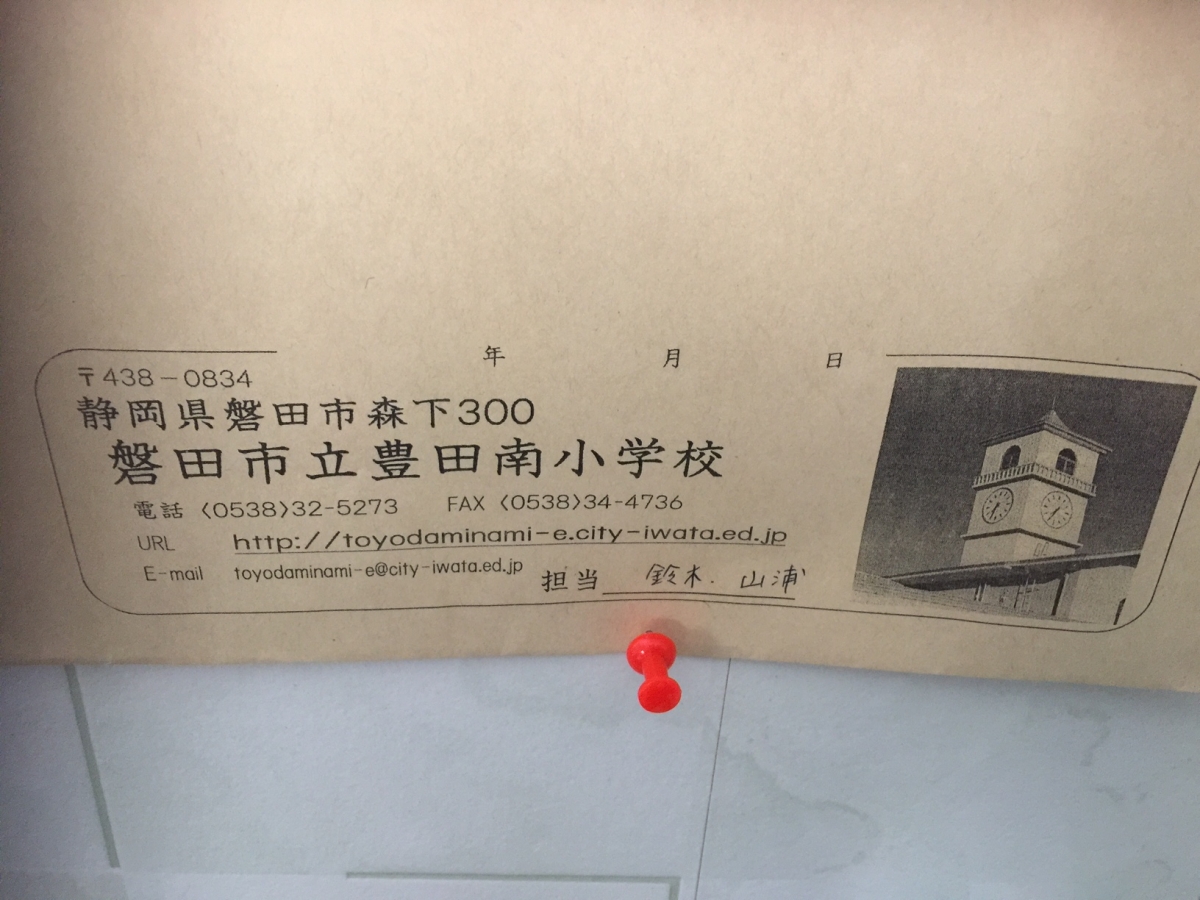 年 月 日
〒438-0834
静岡県磐田市森下300
磐田市立豊田南小学校
電話 〈0538〉32-5273 FAX 〈0538〉34-4736
URL http://toyodaminami-e.city-iwata.ed.jp
E-mail toyodaminami-e@city-iwata.ed.jp 担当 鈴木. 山浦